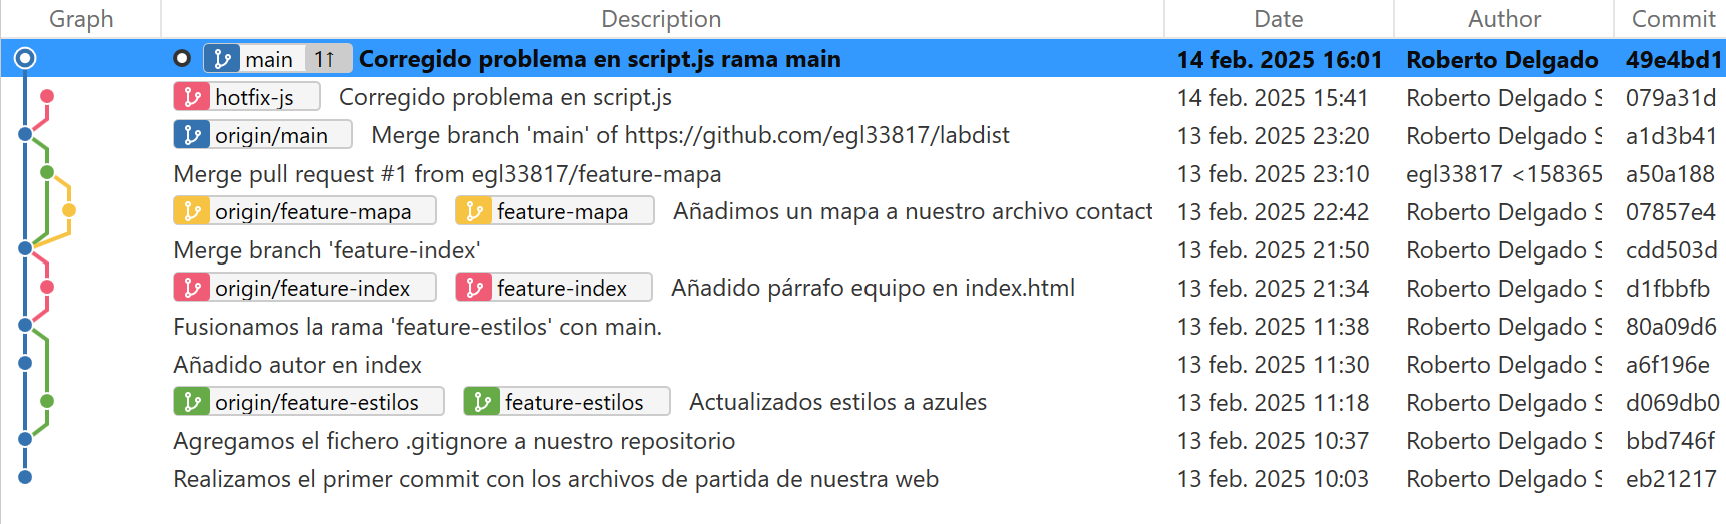 Graph Description Date Author Commit
main 1↑ Corregido problema en script.js rama main 14 feb. 2025 16:01 Roberto Delgado 49e4bd1
hotfix-js Corregido problema en script.js 14 feb. 2025 15:41 Roberto Delgado S 079a31d
origin/main Merge branch 'main' of https://github.com/egl33817/labdist 13 feb. 2025 23:20 Roberto Delgado S a1d3b41
Merge pull request #1 from egl33817/feature-mapa 13 feb. 2025 23:10 egl33817 <158365 a50a188
origin/feature-mapa feature-mapa Añadimos un mapa a nuestro archivo contact 13 feb. 2025 22:42 Roberto Delgado S 07857e4
Merge branch 'feature-index' 13 feb. 2025 21:50 Roberto Delgado S cdd503d
origin/feature-index feature-index Añadido párrafo equipo en index.html 13 feb. 2025 21:34 Roberto Delgado S d1fbbfb
Fusionamos la rama 'feature-estilos' con main. 13 feb. 2025 11:38 Roberto Delgado S 80a09d6
Añadido autor en index 13 feb. 2025 11:30 Roberto Delgado S a6f196e
origin/feature-estilos feature-estilos Actualizados estilos a azules 13 feb. 2025 11:18 Roberto Delgado S d069db0
Agregamos el fichero .gitignore a nuestro repositorio 13 feb. 2025 10:37 Roberto Delgado S bbd746f
Realizamos el primer commit con los archivos de partida de nuestra web 13 feb. 2025 10:03 Roberto Delgado S eb21217